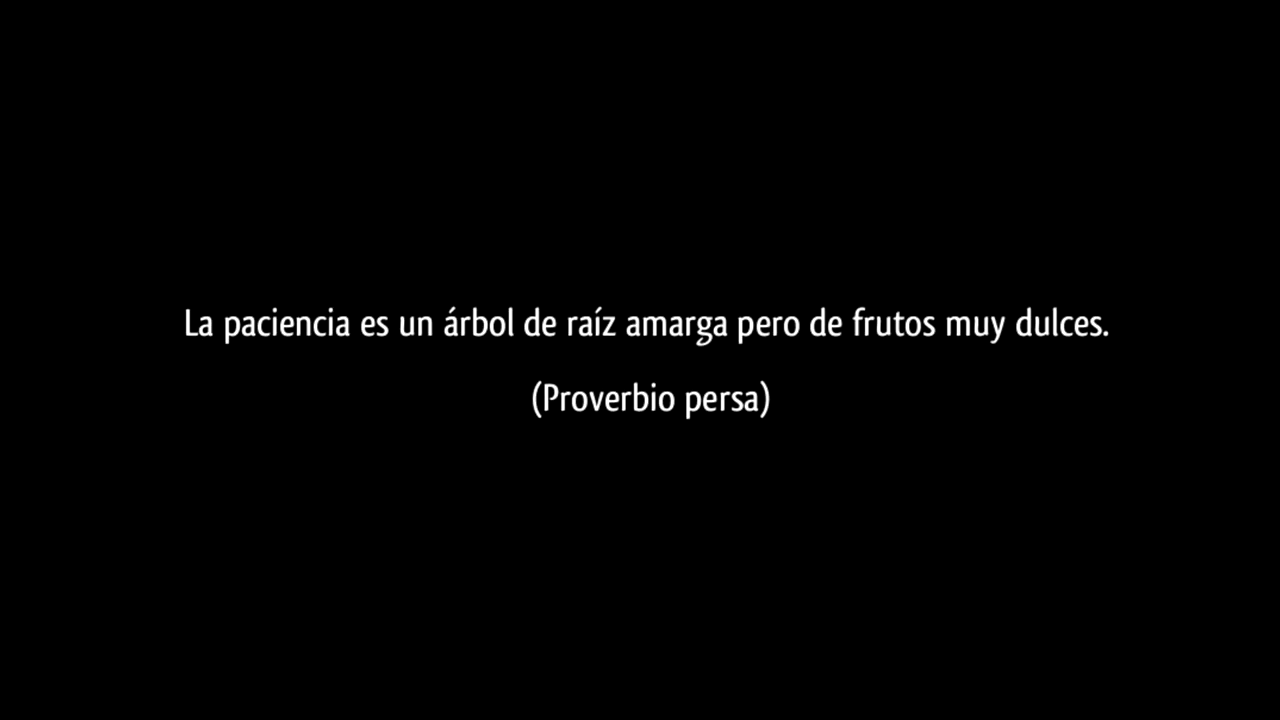 La paciencia es un árbol de raíz amarga pero de frutos muy dulces.
(Proverbio persa)